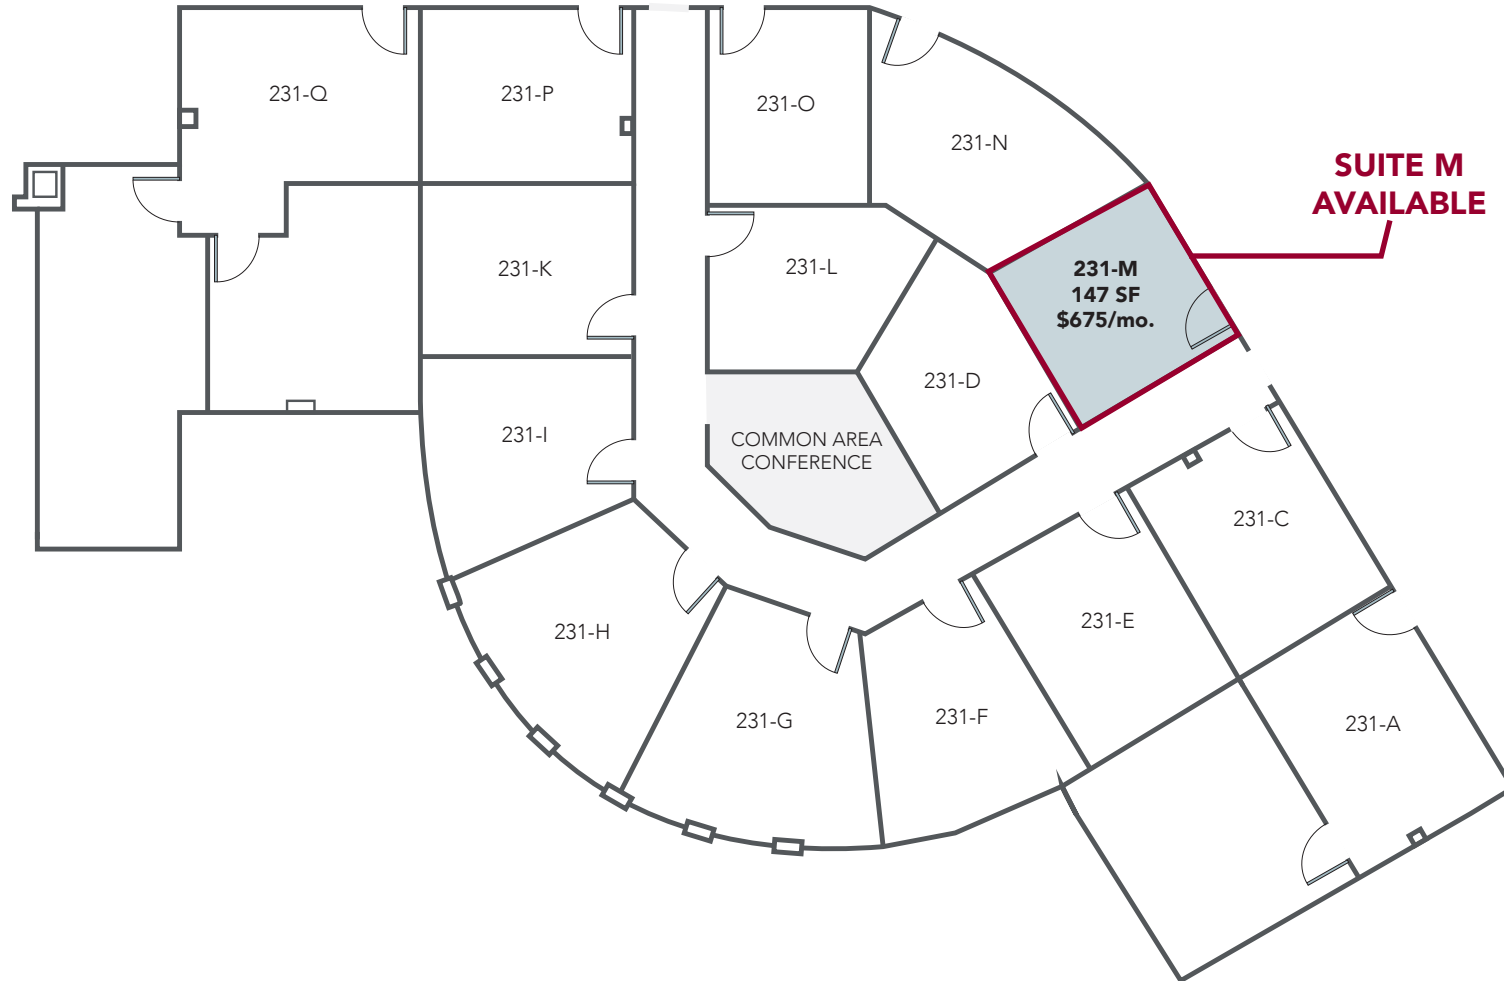 231-Q
231-P
231-O
231-N
SUITE M
AVAILABLE
231-K
231-L
231-M
147 SF
$675/mo.
231-D
231-I
COMMON AREA
CONFERENCE
231-C
231-H
231-E
231-G
231-F
231-A